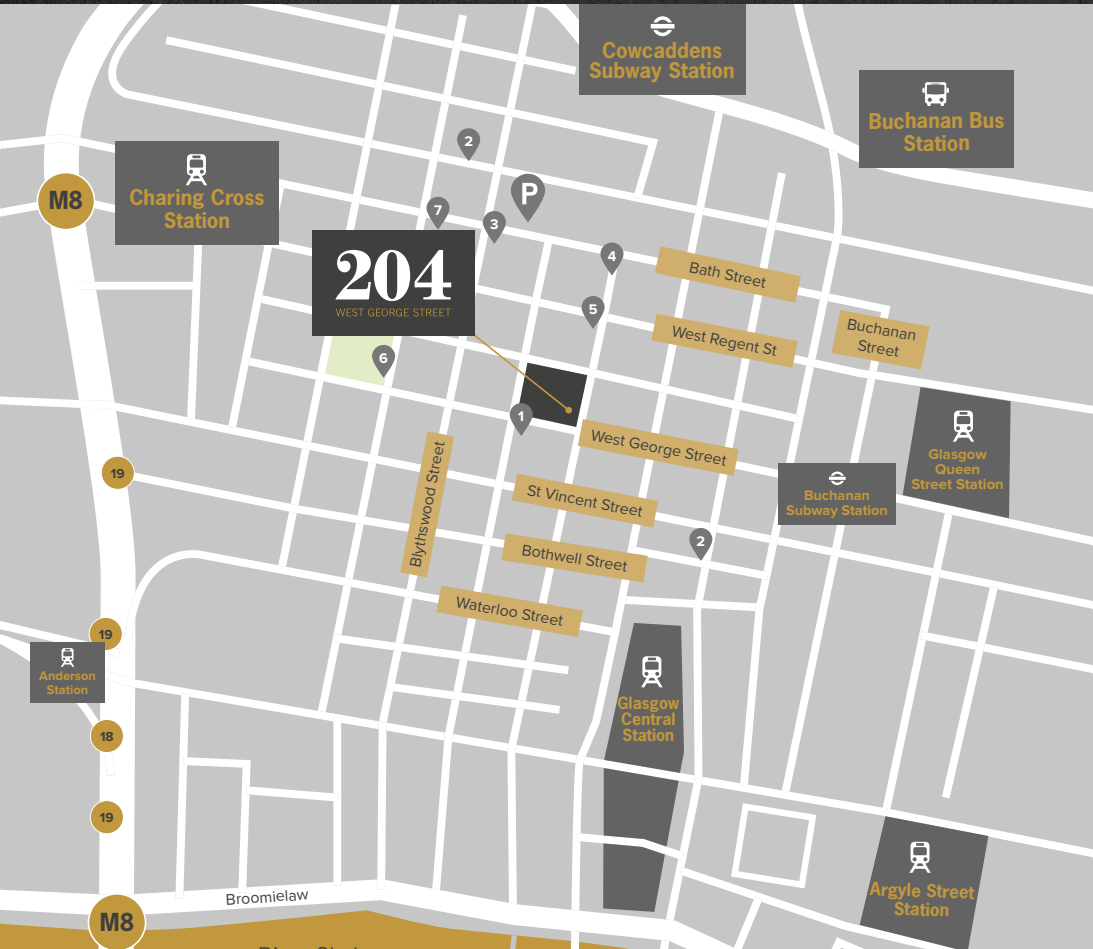 Cowcaddens
Subway Station
Buchanan Bus
Station
2
Charing Cross
Station
M8
P
7
3
204
WEST GEORGE STREET
4
Bath Street
5
West Regent St
Buchanan
Street
6
1
West George Street
Glasgow
Queen
Street Station
19
Blythswood Street
St Vincent Street
Buchanan
Subway Station
Bothwell Street
2
Waterloo Street
19
Anderson
Station
Glasgow
Central
Station
18
19
Argyle Street
Station
Broomielaw
M8